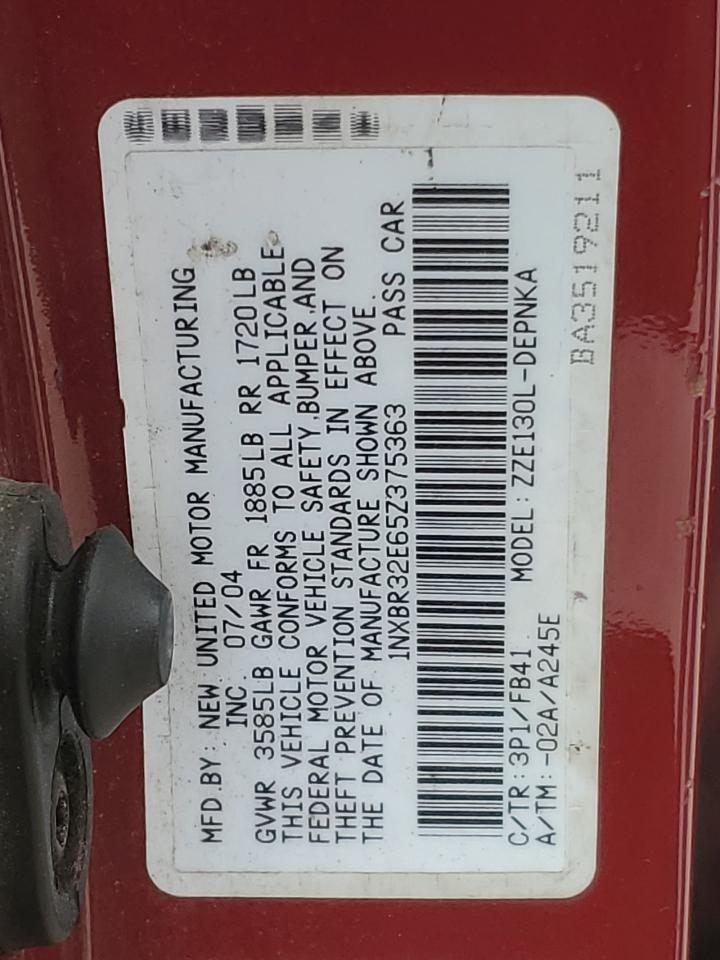 MFD.BY: NEW UNITED MOTOR MANUFACTURING
INC. 07/04
GVWR 3585LB GAWR FR 1885LB RR 1720LB
THIS VEHICLE CONFORMS TO ALL APPLICABLE
FEDERAL MOTOR VEHICLE SAFETY,BUMPER,AND
THEFT PREVENTION STANDARDS IN EFFECT ON
THE DATE OF MANUFACTURE SHOWN ABOVE.
1NXBR32E65Z375363 PASS CAR
C/TR:3P1/FB41 MODEL:ZZE130L-DEPNKA
A/TM:-02A/A245E
BA3519211